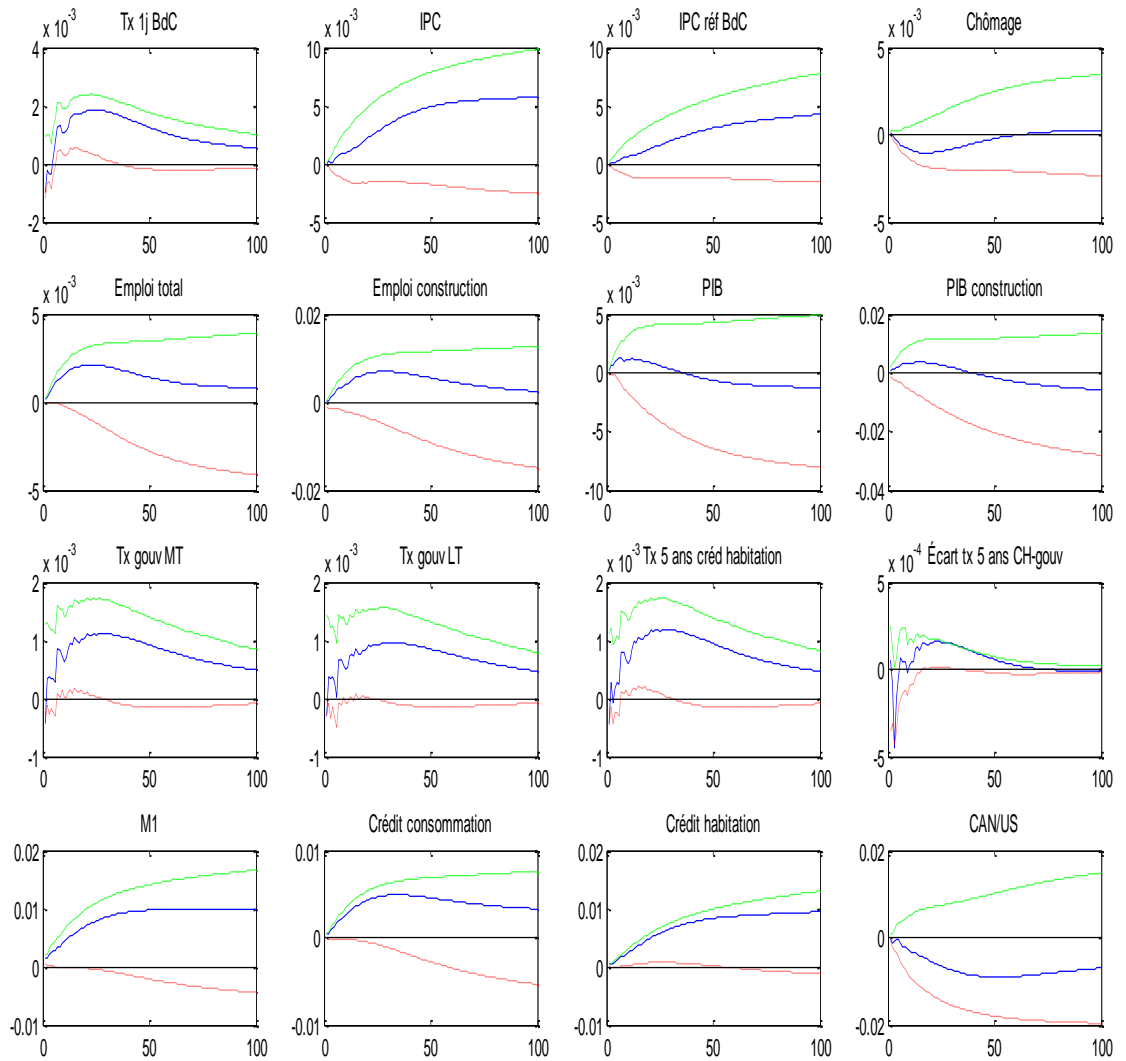 x 10-3 Tx 1j BdC
4
2
0
-2
0 50 100
x 10-3 IPC
10
5
0
-5
0 50 100
x 10-3 IPC réf BdC
10
5
0
-5
0 50 100
x 10-3 Chômage
5
0
-5
0 50 100
x 10-3 Emploi total
5
0
-5
0 50 100
Emploi construction
0.02
0
-0.02
0 50 100
x 10-3 PIB
5
0
-5
-10
0 50 100
PIB construction
0.02
0
-0.02
-0.04
0 50 100
x 10-3 Tx gouv MT
2
1
0
-1
0 50 100
x 10-3 Tx gouv LT
2
1
0
-1
0 50 100
x 10-3 Tx 5 ans créd habitation
2
1
0
-1
0 50 100
x 10-4 Écart tx 5 ans CH-gouv
5
0
-5
0 50 100
M1
0.02
0.01
0
-0.01
0 50 100
Crédit consommation
0.01
0
-0.01
0 50 100
Crédit habitation
0.02
0.01
0
-0.01
0 50 100
CAN/US
0.02
0
-0.02
0 50 100